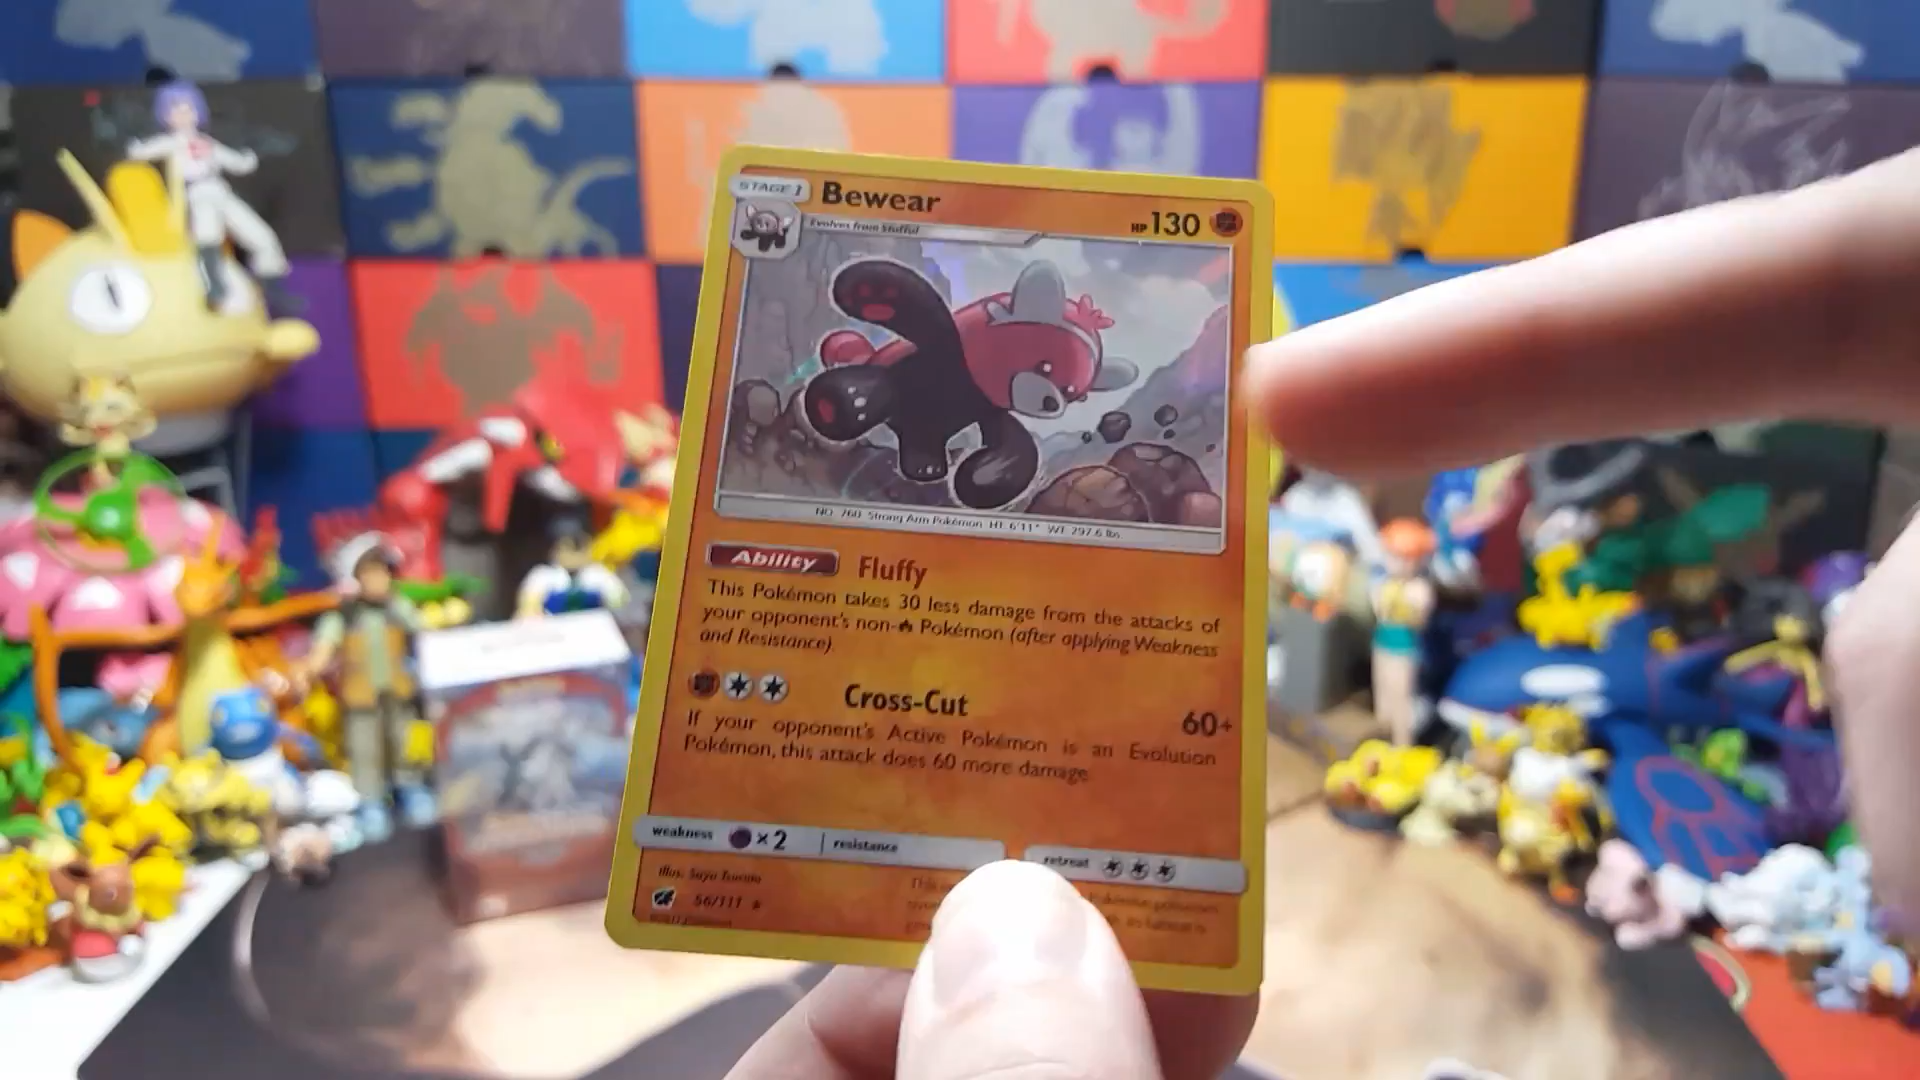 STAGE 1
Bewear
HP 130
Evolves from Stufful
NO. 760 Strong Arm Pokémon HT: 6'11" WT: 297.6 lbs.
Ability Fluffy
This Pokémon takes 30 less damage from the attacks of
your opponent's non- Pokémon (after applying Weakness
and Resistance).
Cross-Cut 60+
If your opponent's Active Pokémon is an Evolution
Pokémon, this attack does 60 more damage.
weakness ×2 resistance retreat
56/111